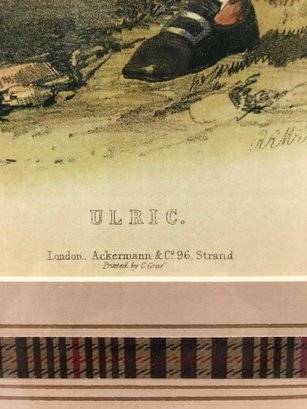 ULRIC.
London. Ackermann & Co. 96, Strand
Printed by C. Graf